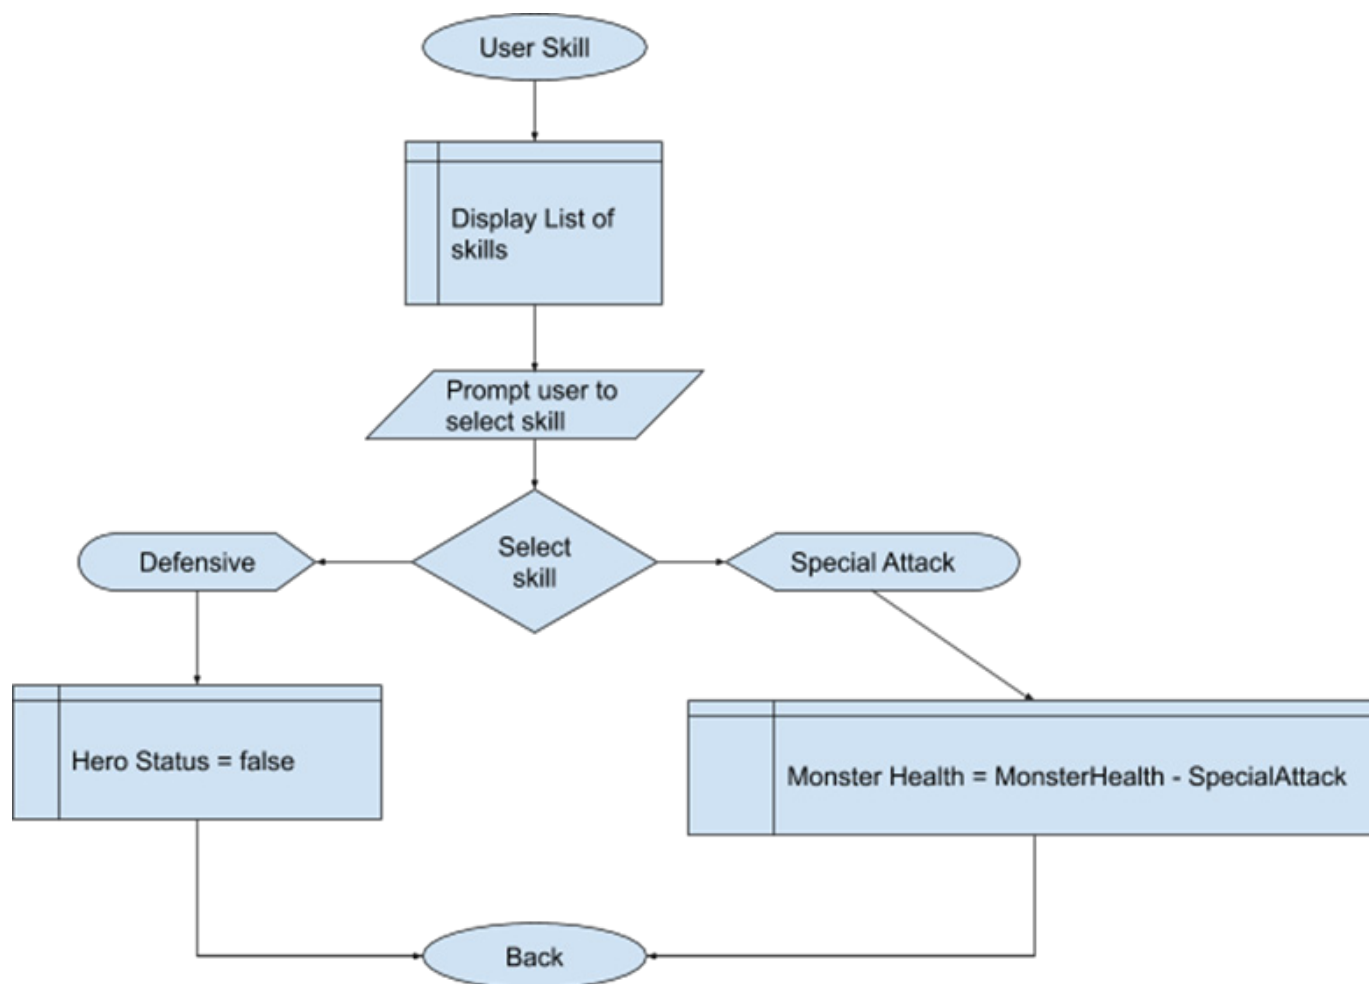 User Skill
Display List of
skills
Prompt user to
select skill
Select
skill
Defensive
Special Attack
Hero Status = false
Monster Health = MonsterHealth - SpecialAttack
Back